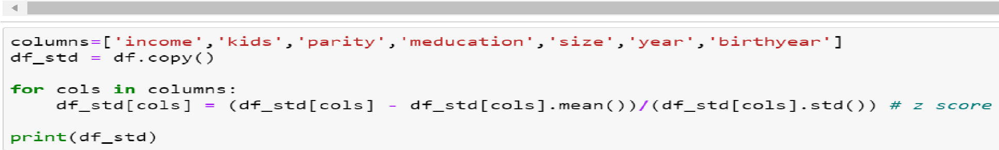 columns=['income','kids','parity','meducation','size','year','birthyear']
df_std = df.copy()
for cols in columns:
    df_std[cols] = (df_std[cols] - df_std[cols].mean())/(df_std[cols].std()) # z score
print(df_std)